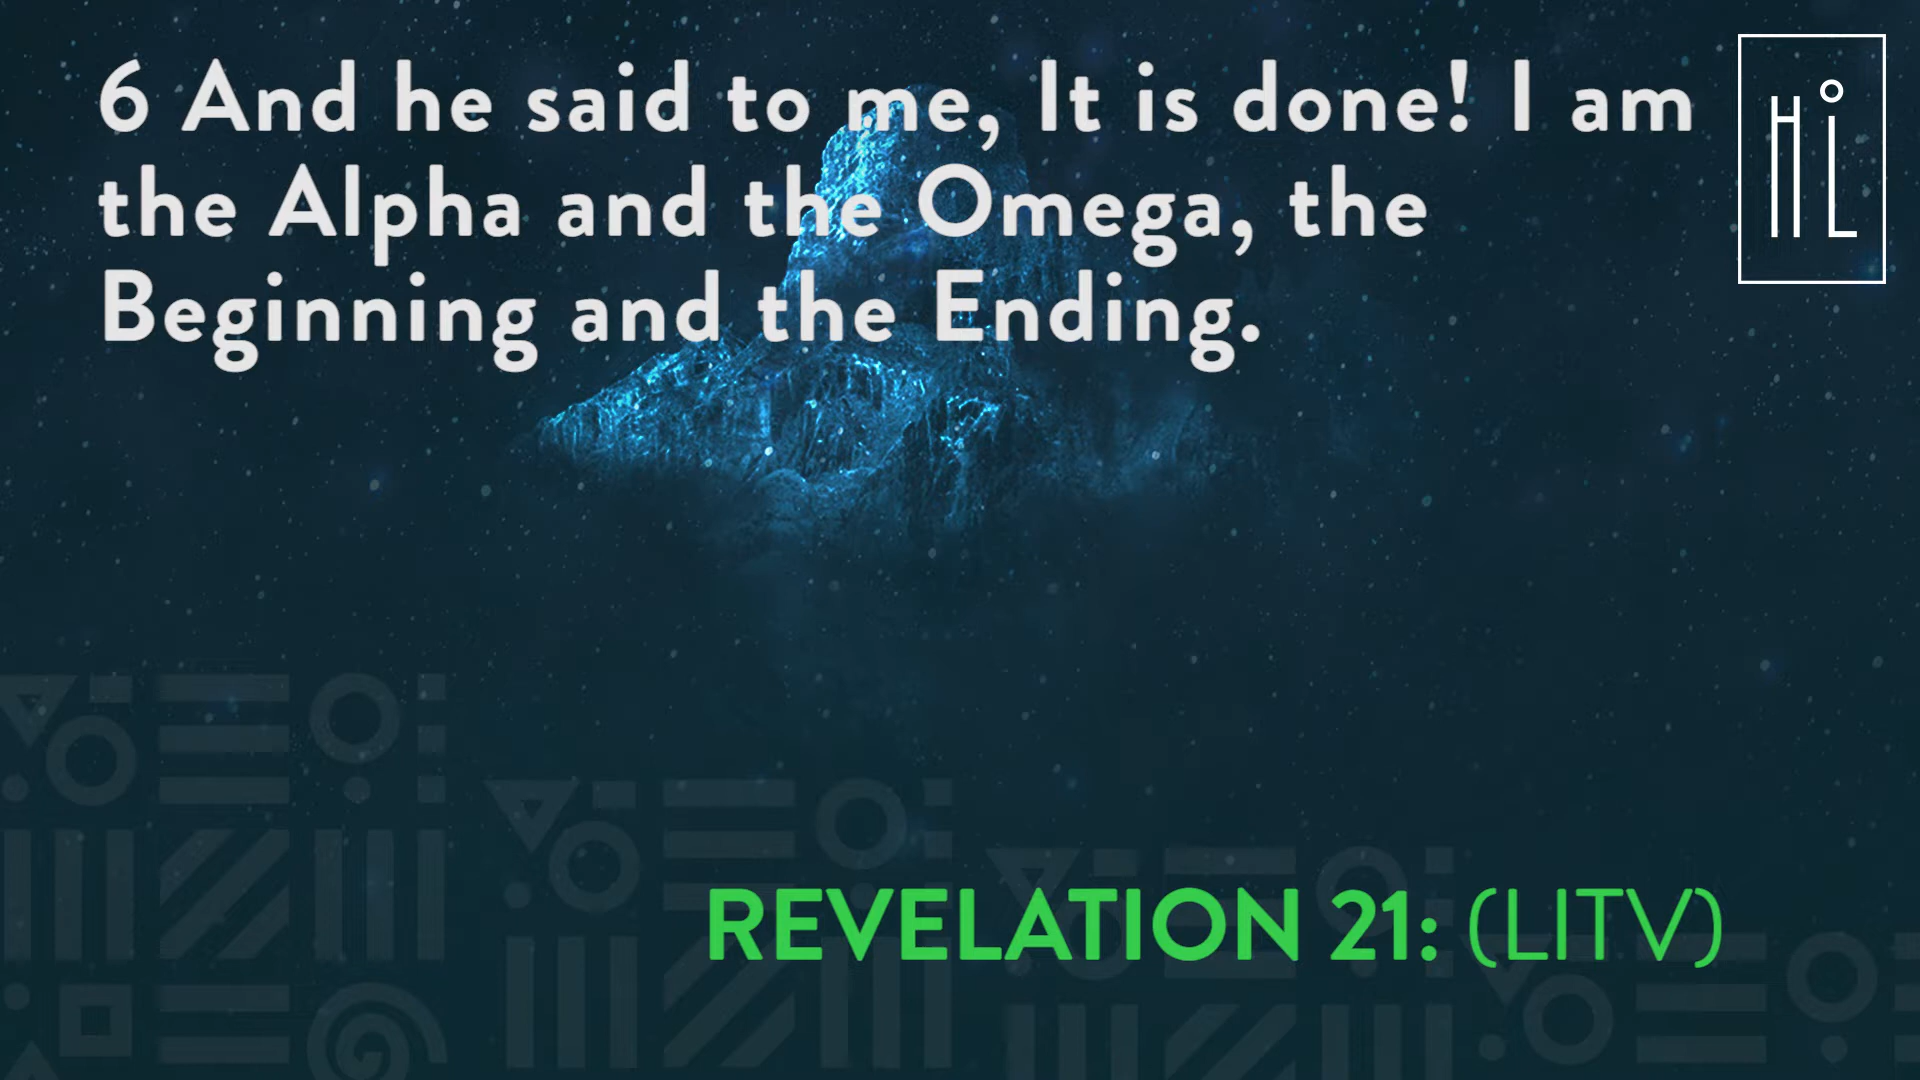 6 And he said to me, It is done! I am
the Alpha and the Omega, the
Beginning and the Ending.
HiL
REVELATION 21: (LITV)